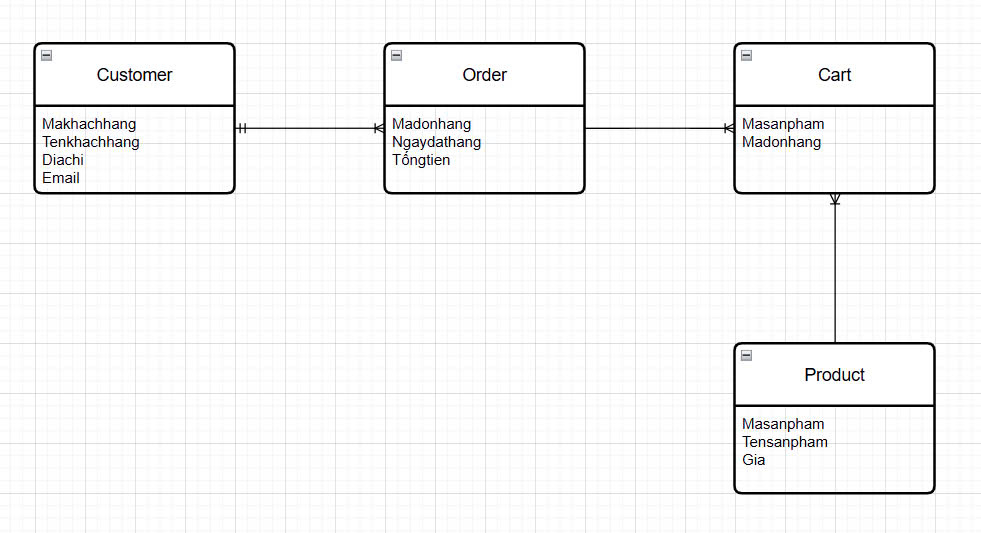 Customer
Makhachhang
Tenkhachhang
Diachi
Email
Order
Madonhang
Ngaydathang
Tổngtien
Cart
Masanpham
Madonhang
Product
Masanpham
Tensanpham
Gia